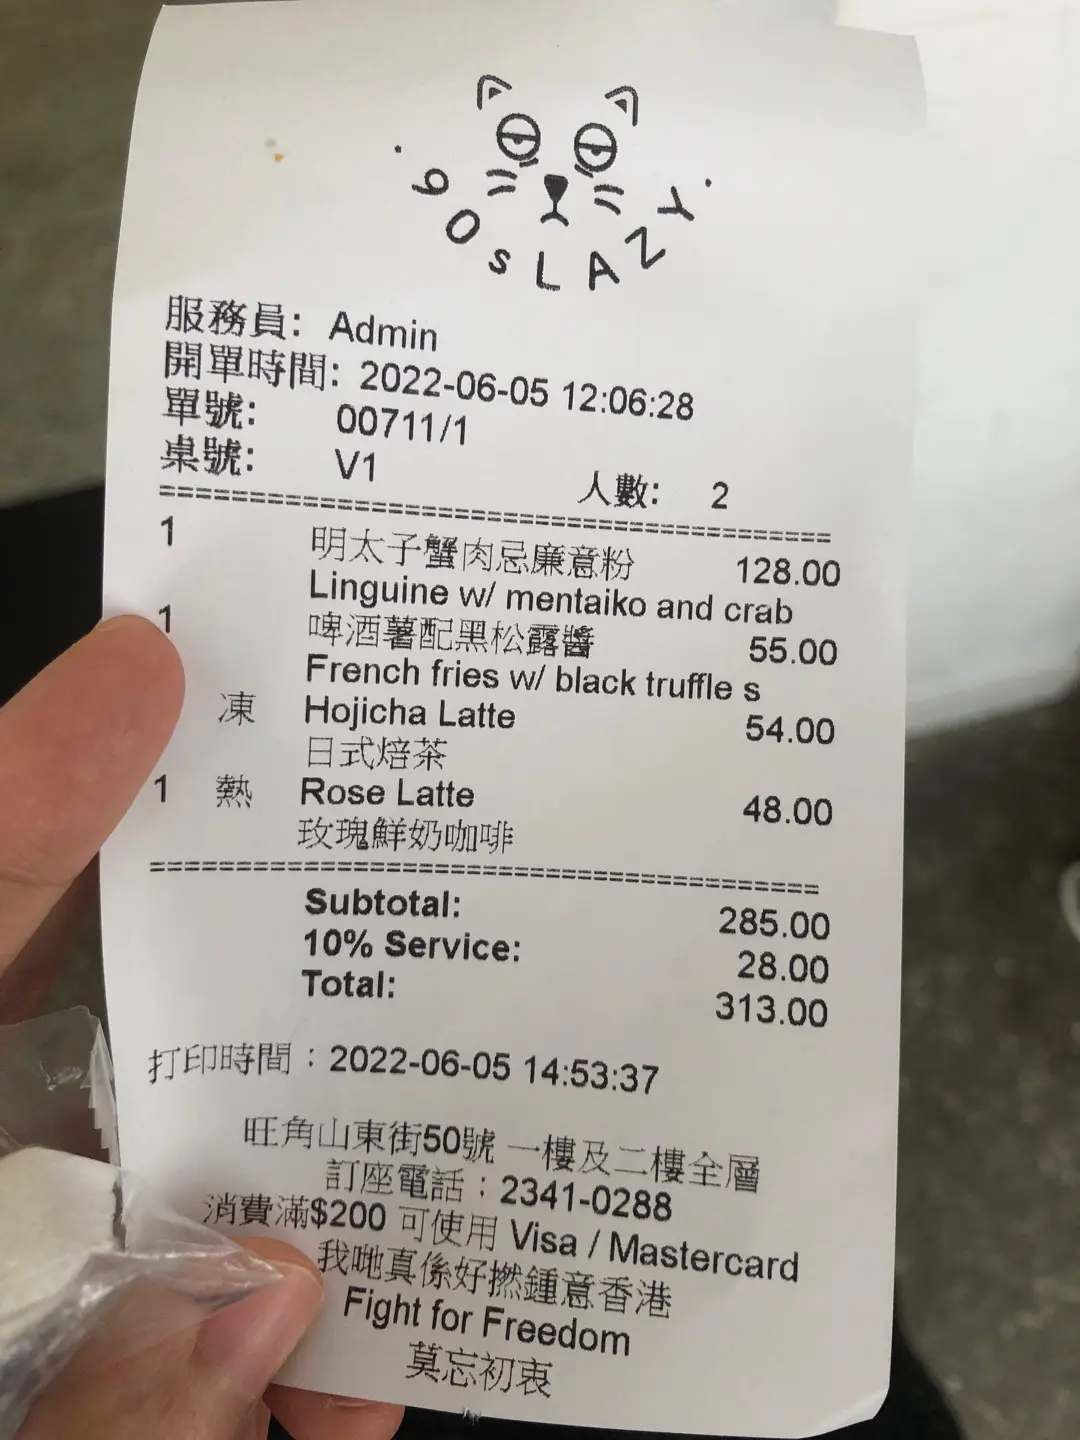 bosLAZY.
服務員: Admin
開單時間: 2022-06-05 12:06:28
單號: 00711/1
桌號: V1 人數: 2
1 明太子蟹肉忌廉意粉 128.00
Linguine w/ mentaiko and crab
1 啤酒薯配黑松露醬 55.00
French fries w/ black truffle s
凍 Hojicha Latte 54.00
日式焙茶
1 熱 Rose Latte 48.00
玫瑰鮮奶咖啡
Subtotal: 285.00
10% Service: 28.00
Total: 313.00
打印時間：2022-06-05 14:53:37
旺角山東街50號 一樓及二樓全層
訂座電話：2341-0288
消費滿$200 可使用 Visa / Mastercard
我哋真係好撚鍾意香港
Fight for Freedom
莫忘初衷